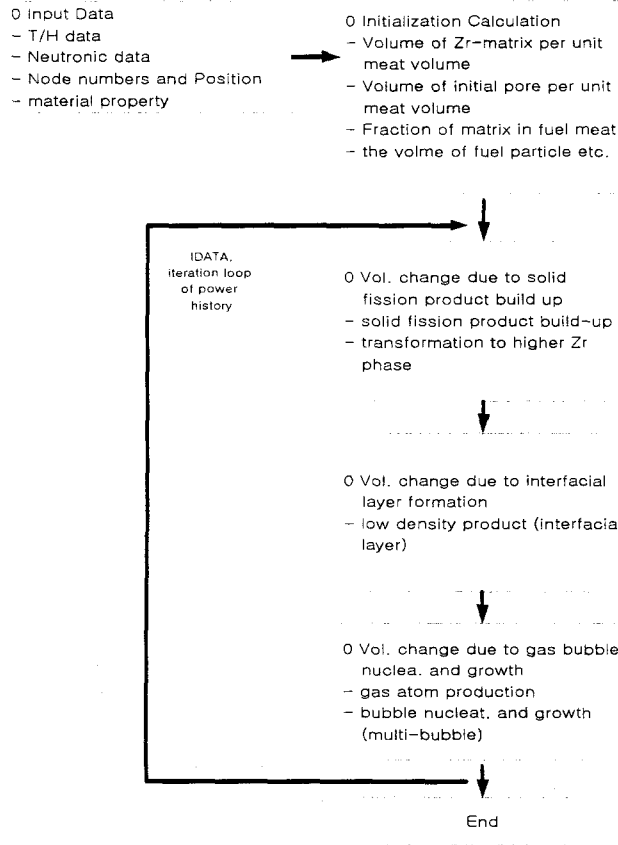 O Input Data
- T/H data
- Neutronic data
- Node numbers and Position
- material property
O Initialization Calculation
- Volume of Zr-matrix per unit
meat volume
- Volume of initial pore per unit
meat volume
- Fraction of matrix in fuel meat
- the volme of fuel particle etc.
IDATA,
iteration loop
of power
history
O Vol. change due to solid
fission product build up
- solid fission product build-up
- transformation to higher Zr
phase
O Vol. change due to interfacial
layer formation
- low density product (interfacia
layer)
O Vol. change due to gas bubble
nuclea. and growth
- gas atom production
- bubble nucleat. and growth
(multi-bubble)
End